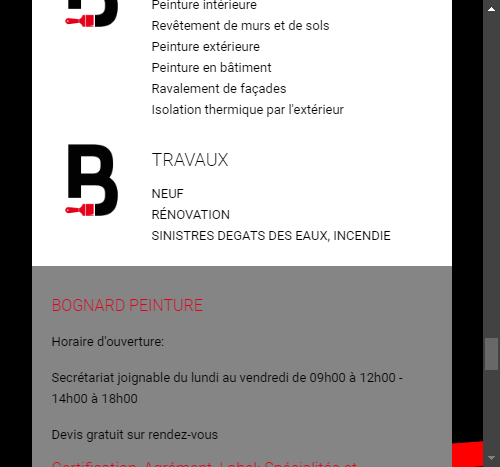 Peinture intérieure
Revêtement de murs et de sols
Peinture extérieure
Peinture en bâtiment
Ravalement de façades
Isolation thermique par l'extérieur
B
TRAVAUX
NEUF
RÉNOVATION
SINISTRES DEGATS DES EAUX, INCENDIE
BOGNARD PEINTURE
Horaire d'ouverture:
Secrétariat joignable du lundi au vendredi de 09h00 à 12h00 -
14h00 à 18h00
Devis gratuit sur rendez-vous
Certification, Agrément, Label: Spécialités et